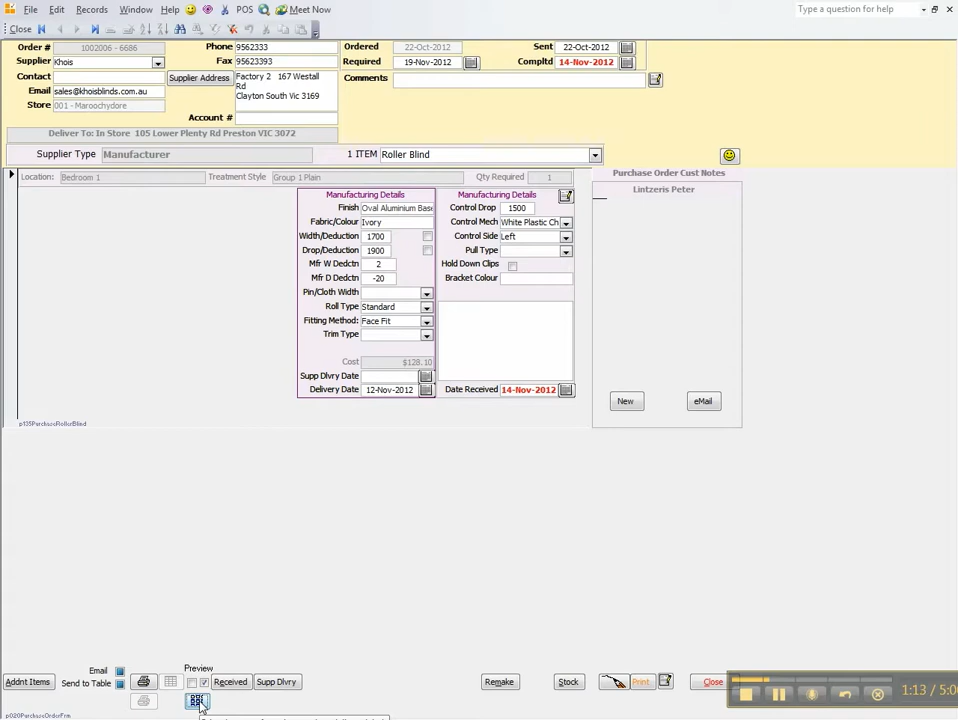 File Edit Records Window Help POS Meet Now Type a question for help
Close
Order # 1002006 - 6686 Phone 9562333 Ordered 22-Oct-2012 Sent 22-Oct-2012
Supplier Khois Fax 95623393 Required 19-Nov-2012 Compltd 14-Nov-2012
Contact Supplier Address Factory 2 167 Westall Comments
Rd
Email sales@khoisblinds.com.au Clayton South Vic 3169
Store 001 - Maroochydore
Account #
Deliver To: In Store 105 Lower Plenty Rd Preston VIC 3072
Supplier Type Manufacturer 1 ITEM Roller Blind
Purchase Order Cust Notes
Location: Bedroom 1 Treatment Style Group 1 Plain Qty Required 1
Lintzeris Peter
Manufacturing Details Manufacturing Details
Finish Oval Aluminium Base Control Drop 1500
Fabric/Colour Ivory Control Mech White Plastic Ch
Width/Deduction 1700 Control Side Left
Drop/Deduction 1900 Pull Type
Mfr W Dedctn 2 Hold Down Clips
Mfr D Dedctn -20 Bracket Colour
Pin/Cloth Width
Roll Type Standard
Fitting Method: Face Fit
Trim Type
Cost $128.10
Supp Dlvry Date
Delivery Date 12-Nov-2012 Date Received 14-Nov-2012
New eMail
p135PurchaseRollerBlind
Email Preview
Addnt Items Send to Table Received Supp Dlvry Remake Stock Print Close
1:13 / 5:0
p020PurchaseOrderFrm